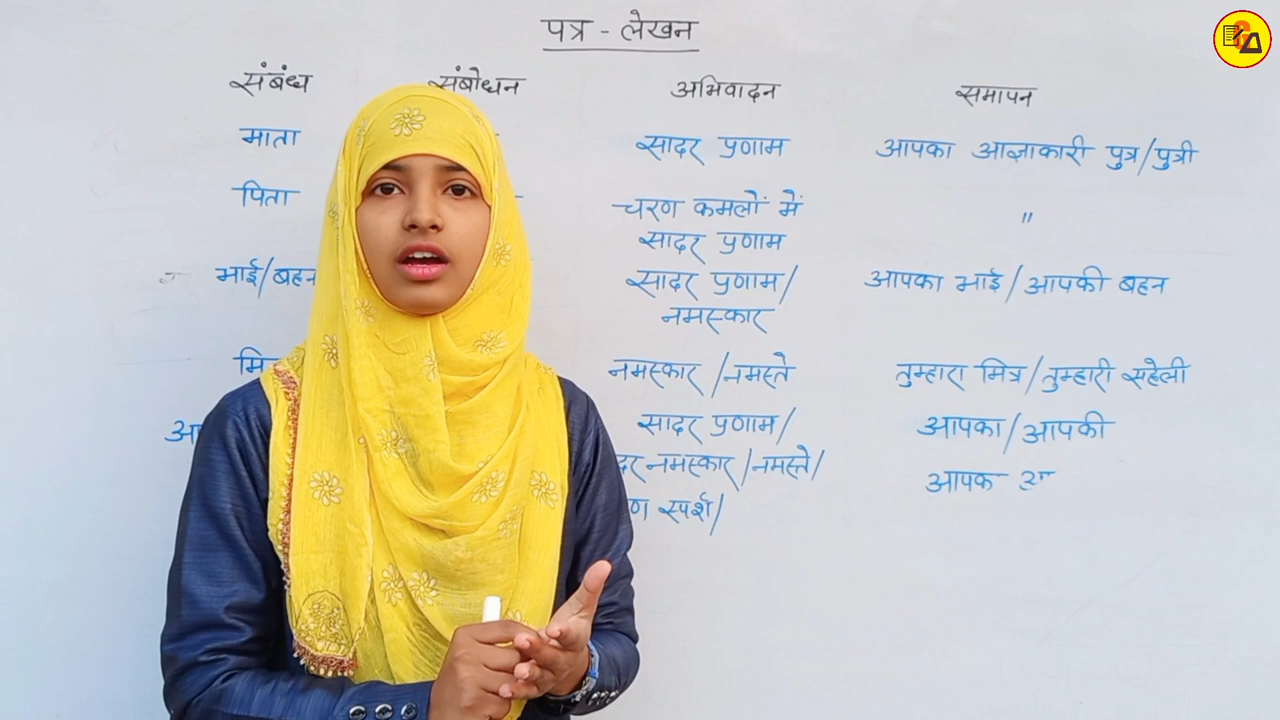 पत्र - लेखन
संबंध संबोधन अभिवादन समापन
माता सादर प्रणाम आपका आज्ञाकारी पुत्र/पुत्री
पिता चरण कमलों में "
सादर प्रणाम
भाई/बहन सादर प्रणाम/ आपका भाई/आपकी बहन
नमस्कार
मि नमस्कार/नमस्ते तुम्हारा मित्र/तुम्हारी सहेली
सादर प्रणाम/ आपका/आपकी
नमस्कार/नमस्ते/ आपक
स्पर्श/